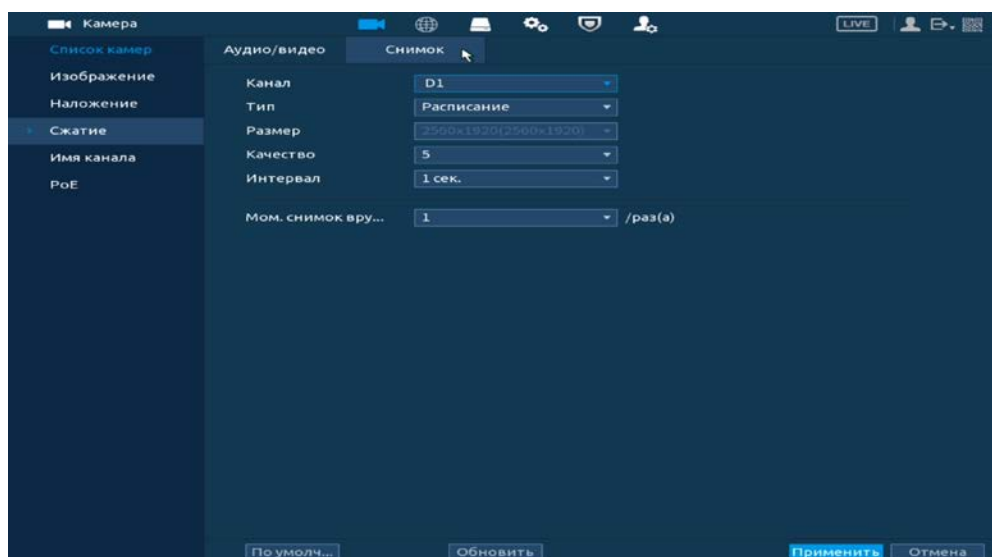 Камера
LIVE
Список камер
Изображение
Наложение
Сжатие
Имя канала
PoE
Аудио/видео
Снимок
Канал
D1
Тип
Расписание
Размер
2560x1920(2560x1920)
Качество
5
Интервал
1 сек.
Мом. снимок вру...
1
/раз(а)
По умолч...
Обновить
Применить
Отмена